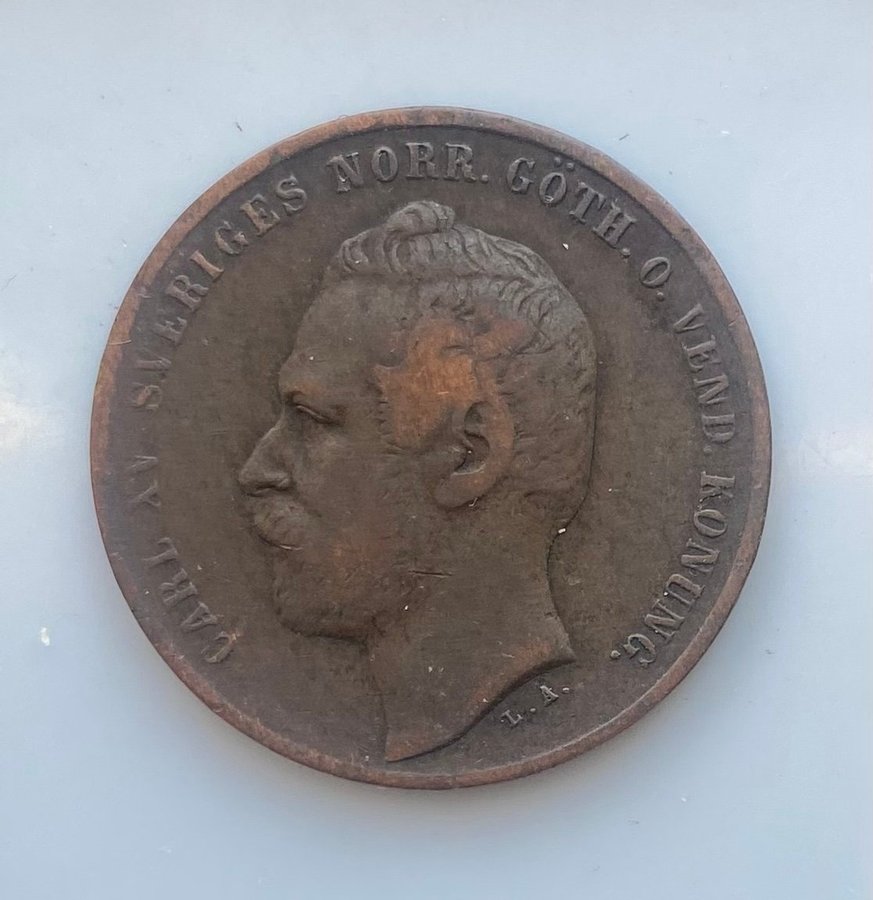 CARL XV SVERIGES NORR. GÖTH. O. VEND. KONUNG.
L. A.